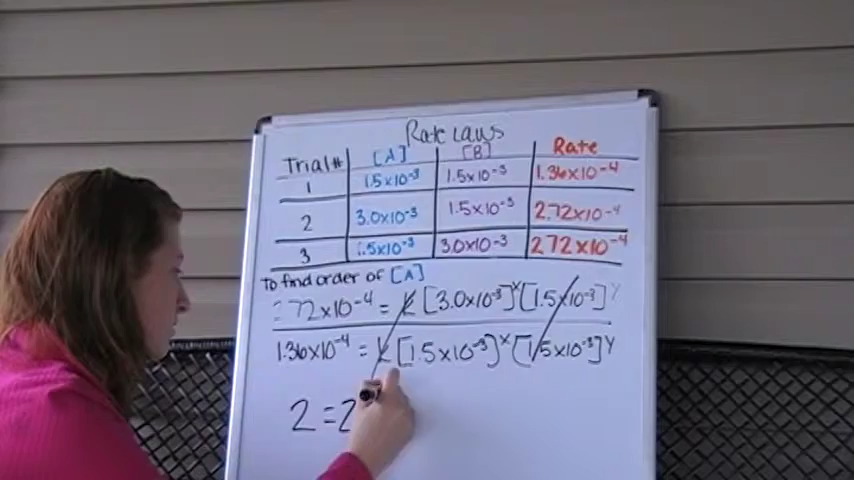 Rate Laws
Trial# [A] [B] Rate
1 1.5x10⁻³ 1.5x10⁻³ 1.36x10⁻⁴
2 3.0x10⁻³ 1.5x10⁻³ 2.72x10⁻⁴
3 1.5x10⁻³ 3.0x10⁻³ 2.72x10⁻⁴
To find order of [A]
2.72x10⁻⁴ = k [3.0x10⁻³]ˣ [1.5x10⁻³]ʸ
1.36x10⁻⁴ = k [1.5x10⁻³]ˣ [1.5x10⁻³]ʸ
2=2